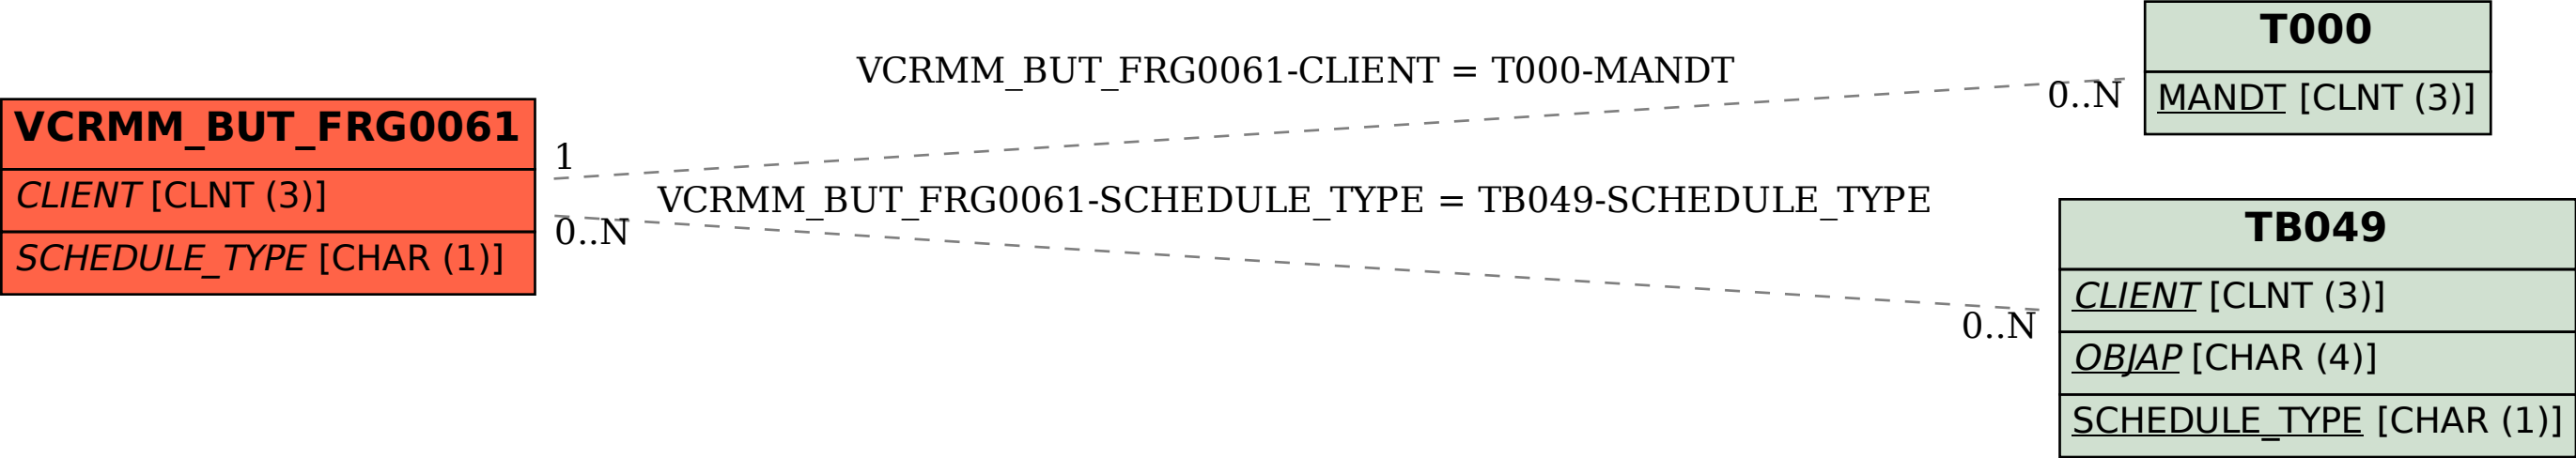 VCRMM_BUT_FRG0061
CLIENT [CLNT (3)]
SCHEDULE_TYPE [CHAR (1)]
VCRMM_BUT_FRG0061-CLIENT = T000-MANDT
1
0..N
VCRMM_BUT_FRG0061-SCHEDULE_TYPE = TB049-SCHEDULE_TYPE
0..N
0..N
T000
MANDT [CLNT (3)]
TB049
CLIENT [CLNT (3)]
OBJAP [CHAR (4)]
SCHEDULE_TYPE [CHAR (1)]